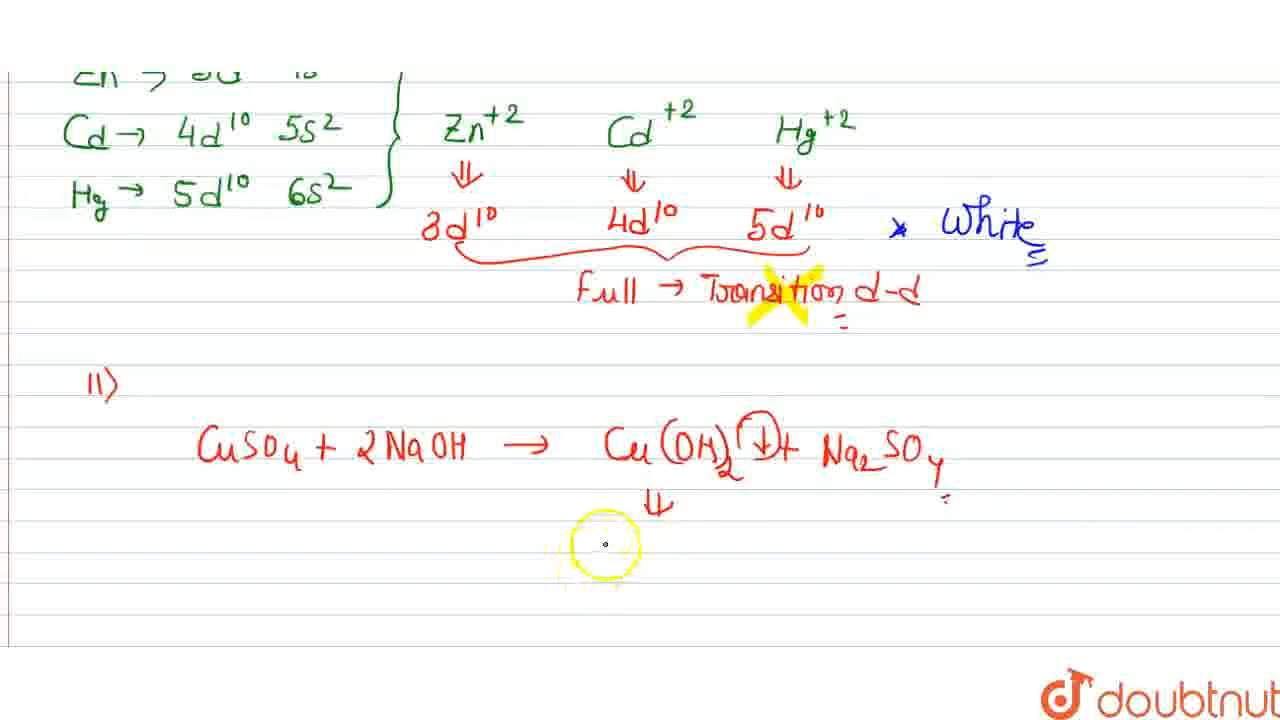 Cd → 4d¹⁰ 5s² } Zn⁺² Cd⁺² Hg⁺²
Hg → 5d¹⁰ 6s²
⇓ ⇓ ⇓
3d¹⁰ 4d¹⁰ 5d¹⁰ * White
Full → Transition d-d
11)
CuSO₄ + 2NaOH → Cu(OH)₂ ↓ + Na₂SO₄
⇓
doubtnut